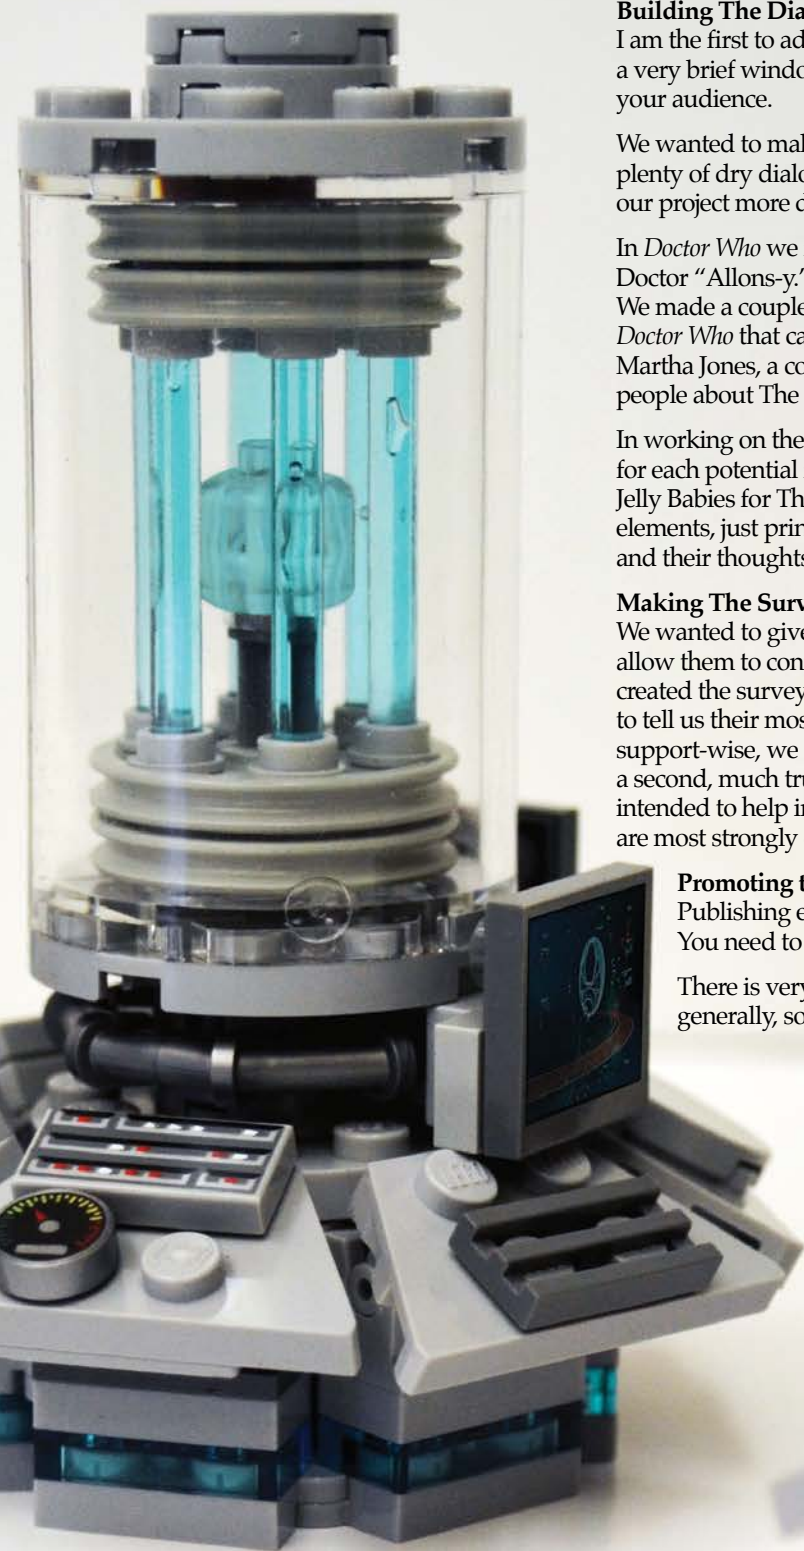 Building The Dia
I am the first to ad
a very brief windo
your audience.
We wanted to mak
plenty of dry dialo
our project more d
In Doctor Who we
Doctor “Allons-y.”
We made a couple
Doctor Who that ca
Martha Jones, a co
people about The
In working on the
for each potential
Jelly Babies for Th
elements, just prin
and their thoughts
Making The Surv
We wanted to give
allow them to con
created the survey
to tell us their mos
support-wise, we
a second, much tru
intended to help in
are most strongly
Promoting t
Publishing e
You need to
There is very
generally, so